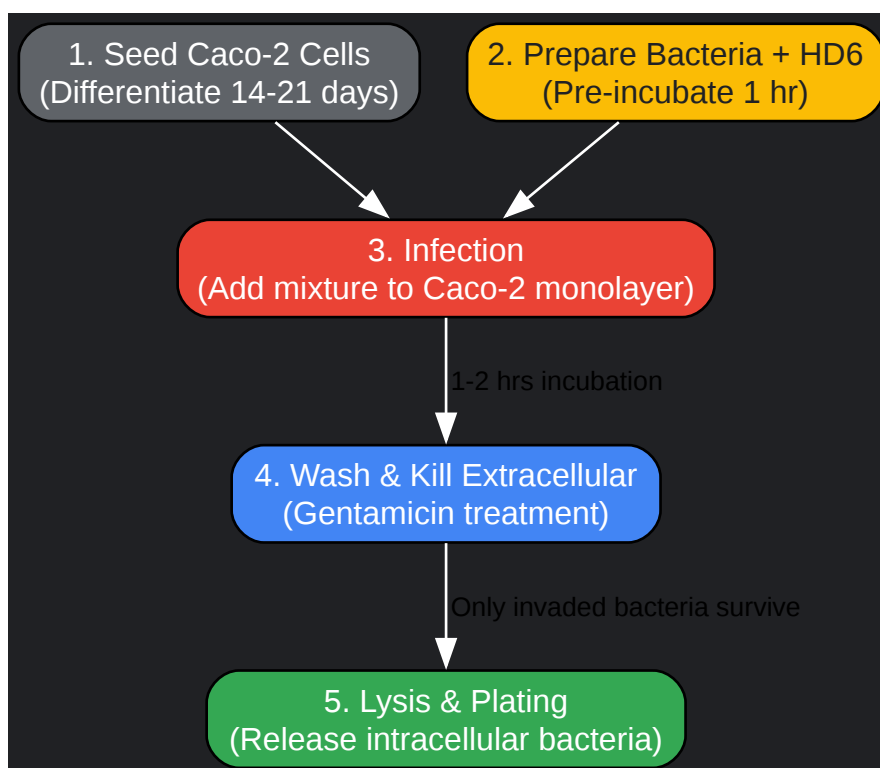 1. Seed Caco-2 Cells
(Differentiate 14-21 days)
2. Prepare Bacteria + HD6
(Pre-incubate 1 hr)
3. Infection
(Add mixture to Caco-2 monolayer)
1-2 hrs incubation
4. Wash & Kill Extracellular
(Gentamicin treatment)
Only invaded bacteria survive
5. Lysis & Plating
(Release intracellular bacteria)